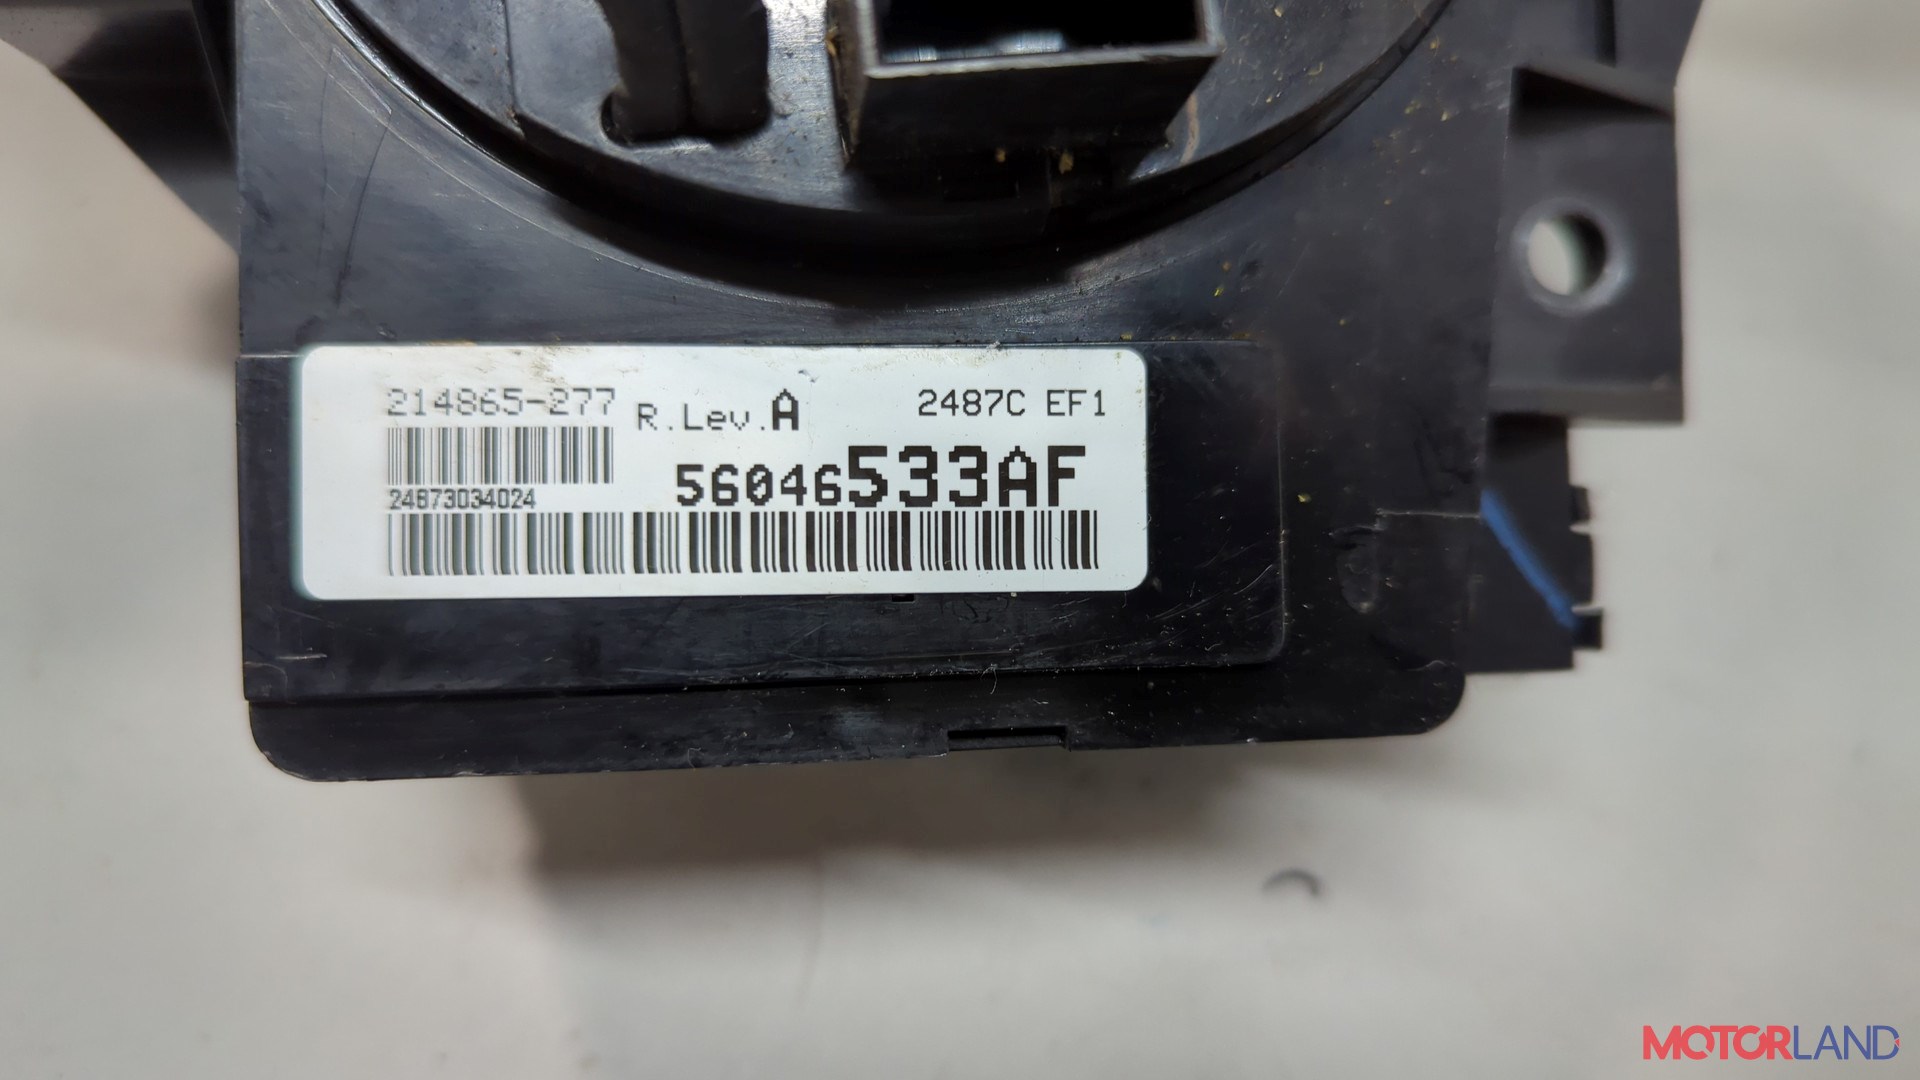 214865-277 R.Lev.A 2487C EF1
56046533AF
24873034024
MOTORLAND